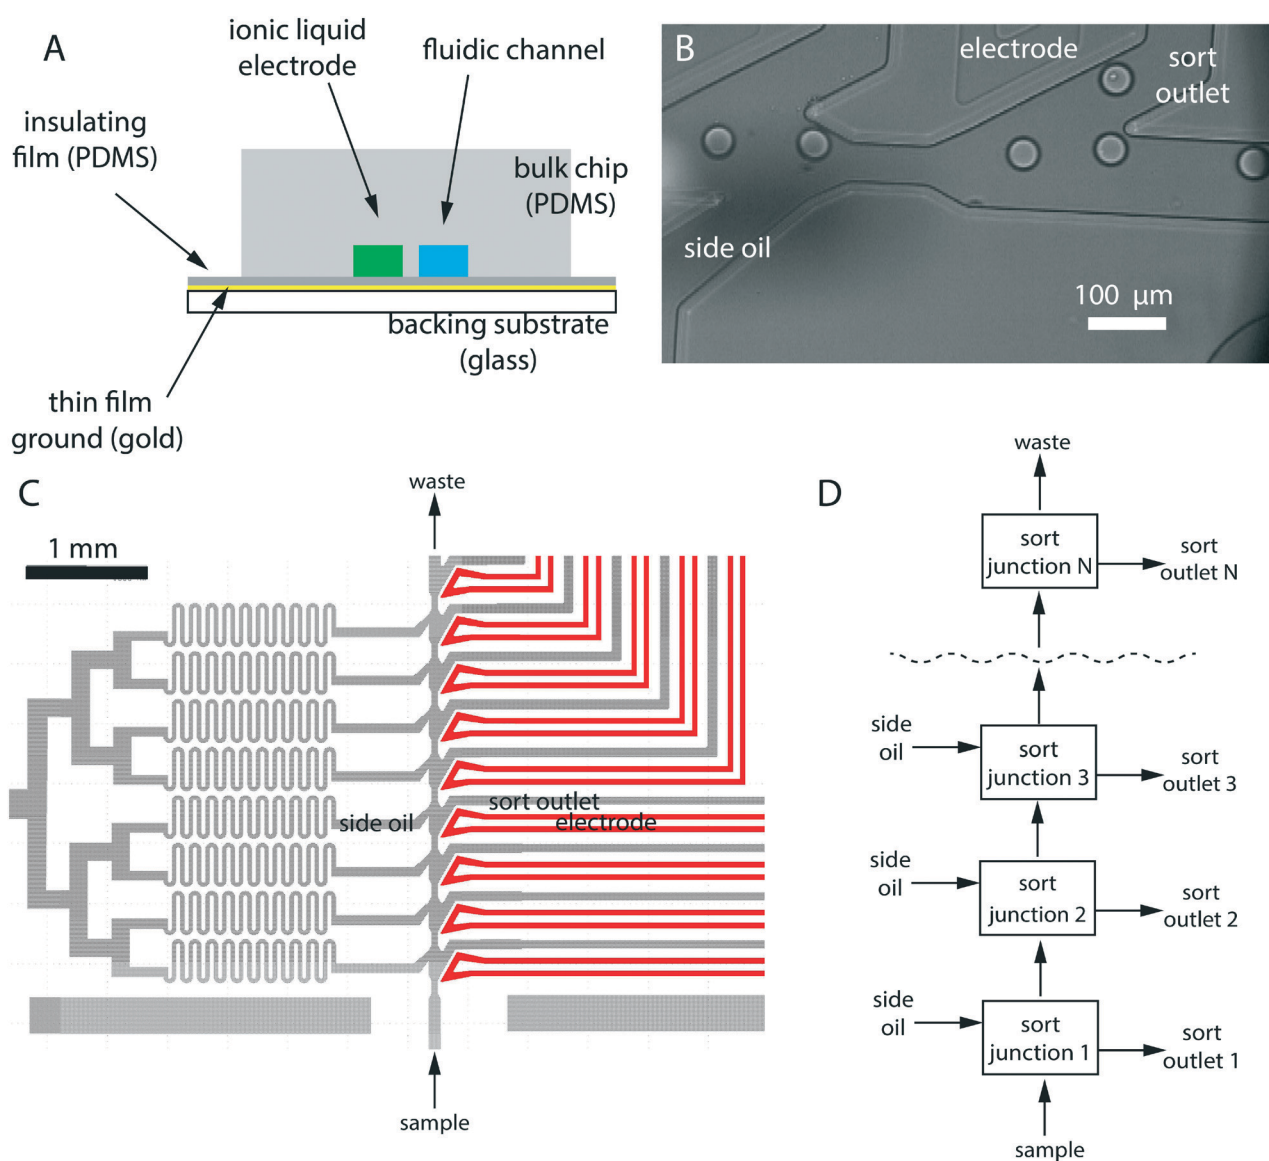 A
ionic liquid
electrode
fluidic channel
insulating
film (PDMS)
bulk chip
(PDMS)
backing substrate
(glass)
thin film
ground (gold)
B
electrode
sort
outlet
side oil
100 µm
C
1 mm
waste
sort outlet
side oil
electrode
sample
D
waste
sort
junction N
sort
outlet N
side
oil
sort
junction 3
sort
outlet 3
side
oil
sort
junction 2
sort
outlet 2
side
oil
sort
junction 1
sort
outlet 1
sample